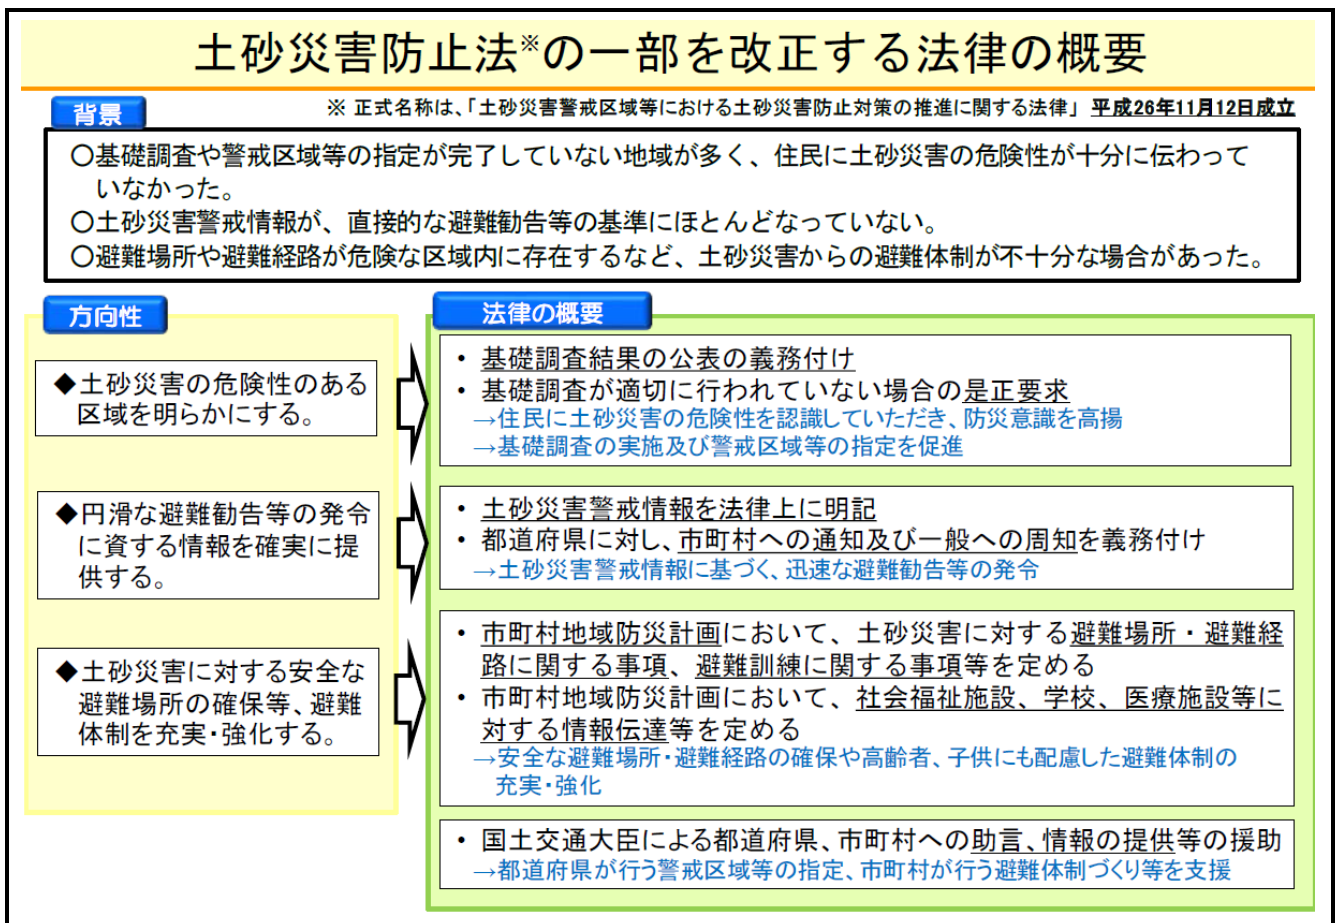 土砂災害防止法※の一部を改正する法律の概要
※ 正式名称は、「土砂災害警戒区域等における土砂災害防止対策の推進に関する法律」 平成26年11月12日成立
背景
〇基礎調査や警戒区域等の指定が完了していない地域が多く、住民に土砂災害の危険性が十分に伝わって
いなかった。
〇土砂災害警戒情報が、直接的な避難勧告等の基準にほとんどなっていない。
〇避難場所や避難経路が危険な区域内に存在するなど、土砂災害からの避難体制が不十分な場合があった。
方向性
◆土砂災害の危険性のある
区域を明らかにする。
◆円滑な避難勧告等の発令
に資する情報を確実に提
供する。
◆土砂災害に対する安全な
避難場所の確保等、避難
体制を充実・強化する。
法律の概要
・ 基礎調査結果の公表の義務付け
・ 基礎調査が適切に行われていない場合の是正要求
→住民に土砂災害の危険性を認識していただき、防災意識を高揚
→基礎調査の実施及び警戒区域等の指定を促進
・ 土砂災害警戒情報を法律上に明記
・ 都道府県に対し、市町村への通知及び一般への周知を義務付け
→土砂災害警戒情報に基づく、迅速な避難勧告等の発令
・ 市町村地域防災計画において、土砂災害に対する避難場所・避難経
路に関する事項、避難訓練に関する事項等を定める
・ 市町村地域防災計画において、社会福祉施設、学校、医療施設等に
対する情報伝達等を定める
→安全な避難場所・避難経路の確保や高齢者、子供にも配慮した避難体制の
充実・強化
・ 国土交通大臣による都道府県、市町村への助言、情報の提供等の援助
→都道府県が行う警戒区域等の指定、市町村が行う避難体制づくり等を支援